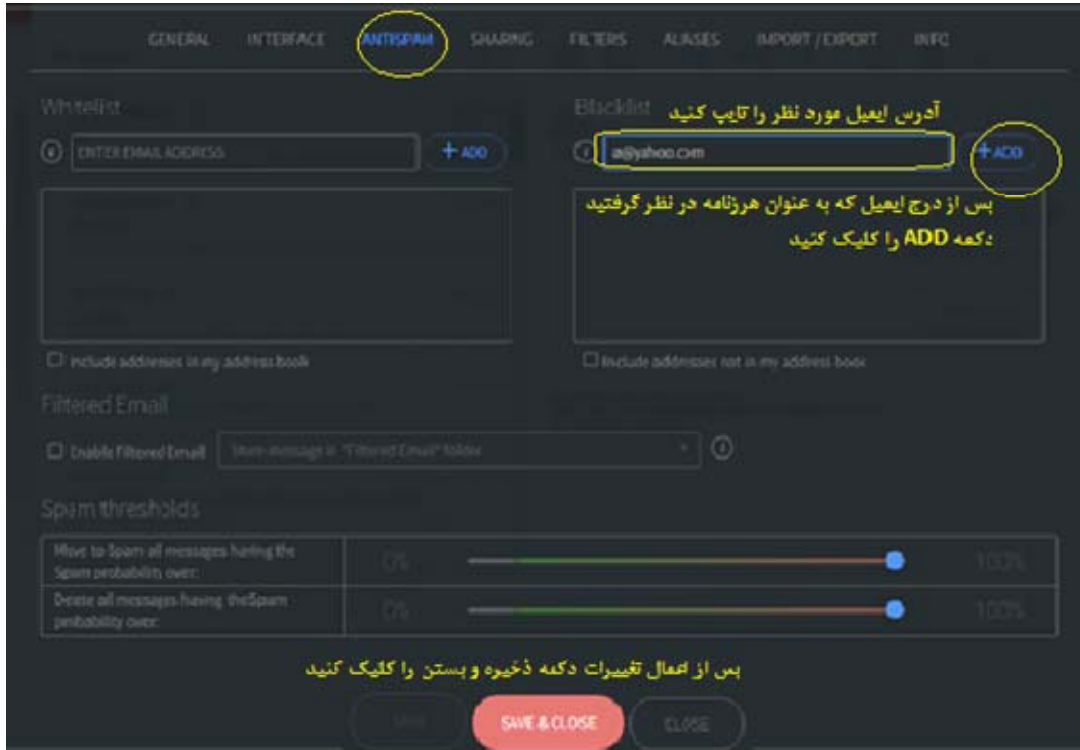 GENERAL INTERFACE ANTISPAM SHARING FILTERS ALIASES IMPORT / EXPORT INFO
Whitelist
ENTER EMAIL ADDRESS
+ ADD
Blacklist
آدرس ایمیل مورد نظر را تایپ کنید
a@yahoo.com
+ ADD
پس از درج ایمیل که به عنوان هرزنامه در نظر گرفتید
دکمه ADD را کلیک کنید
Include addresses in my address book
Include addresses not in my address book
Filtered Email
Enable Filtered Email
Store message in "Filtered Email" folder
Spam thresholds
Move to Spam all messages having the
Spam probability over:
0% 100%
Delete all messages having the Spam
probability over:
0% 100%
پس از اعمال تغییرات دکمه ذخیره و بستن را کلیک کنید
SAVE SAVE & CLOSE CLOSE